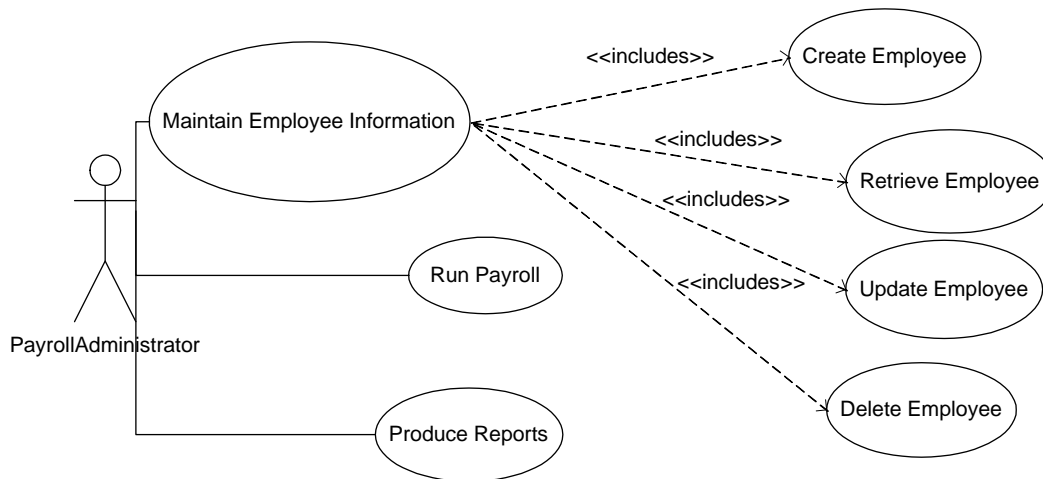 <<includes>>
Create Employee
Maintain Employee Information
<<includes>>
Retrieve Employee
<<includes>>
Run Payroll
<<includes>>
Update Employee
PayrollAdministrator
Produce Reports
Delete Employee